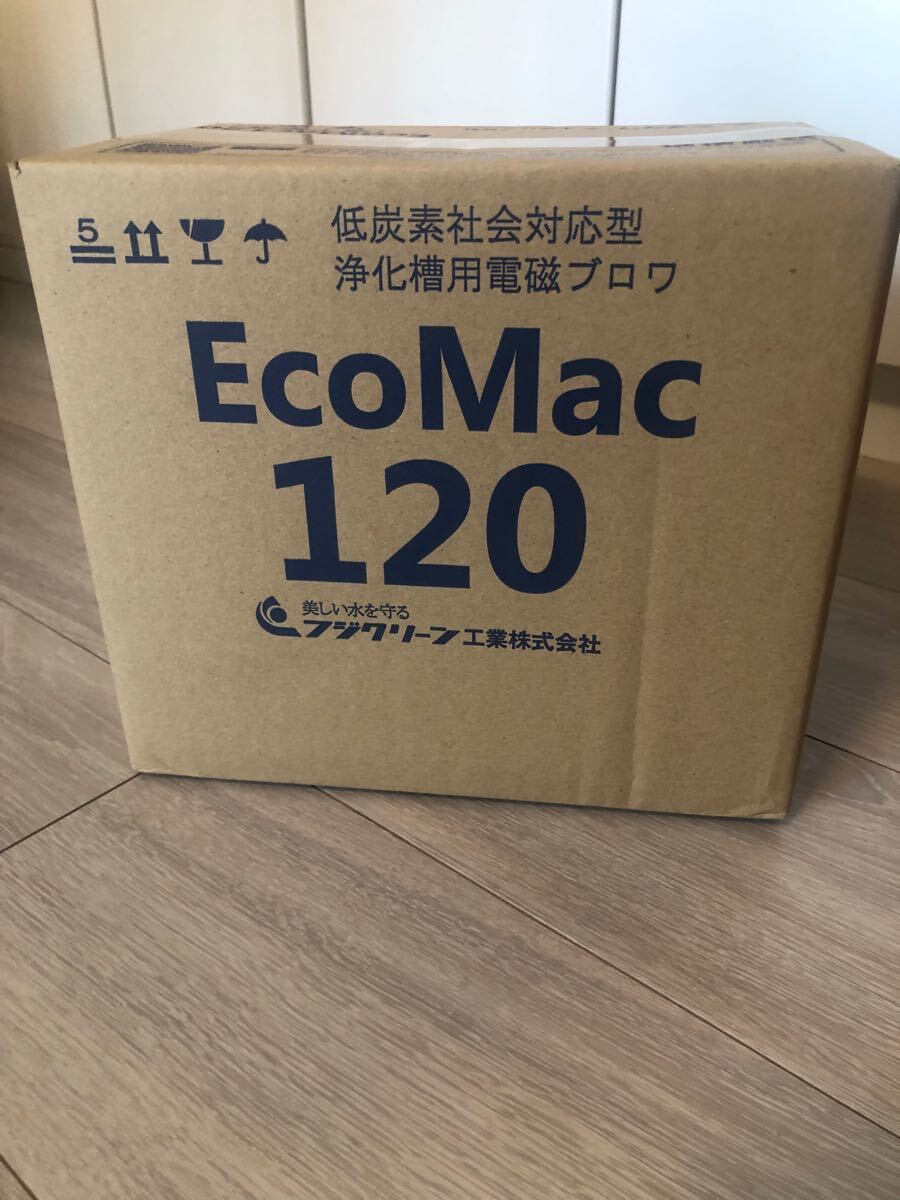 5
低炭素社会対応型
浄化槽用電磁ブロワ
EcoMac
120
美しい水を守る
フジクリーン工業株式会社